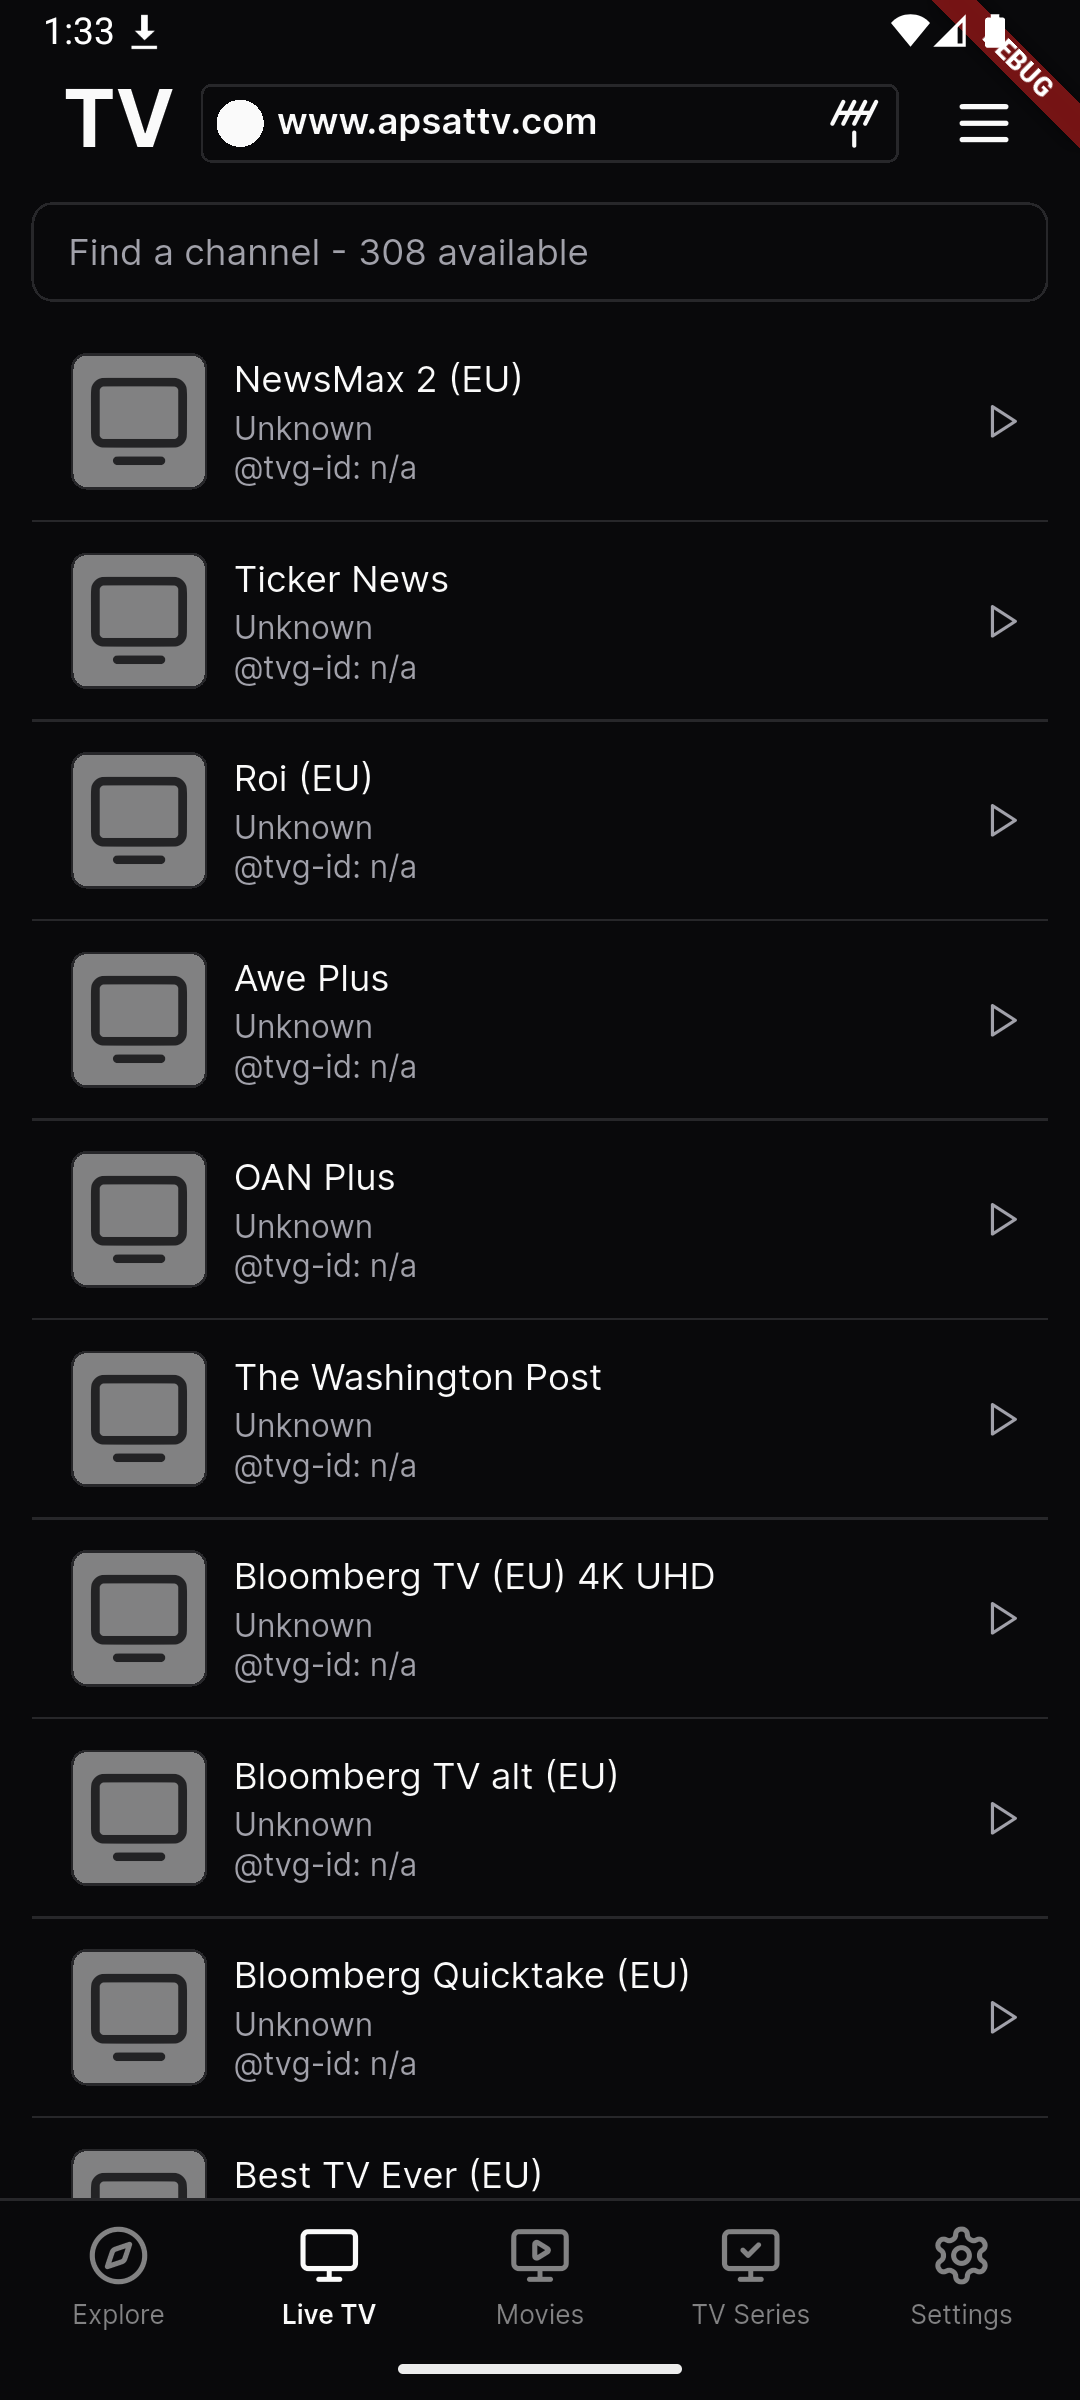 1:33
EBUG
TV
www.apsattv.com
Find a channel - 308 available
NewsMax 2 (EU)
Unknown
@tvg-id: n/a
Ticker News
Unknown
@tvg-id: n/a
Roi (EU)
Unknown
@tvg-id: n/a
Awe Plus
Unknown
@tvg-id: n/a
OAN Plus
Unknown
@tvg-id: n/a
The Washington Post
Unknown
@tvg-id: n/a
Bloomberg TV (EU) 4K UHD
Unknown
@tvg-id: n/a
Bloomberg TV alt (EU)
Unknown
@tvg-id: n/a
Bloomberg Quicktake (EU)
Unknown
@tvg-id: n/a
Best TV Ever (EU)
Explore
Live TV
Movies
TV Series
Settings